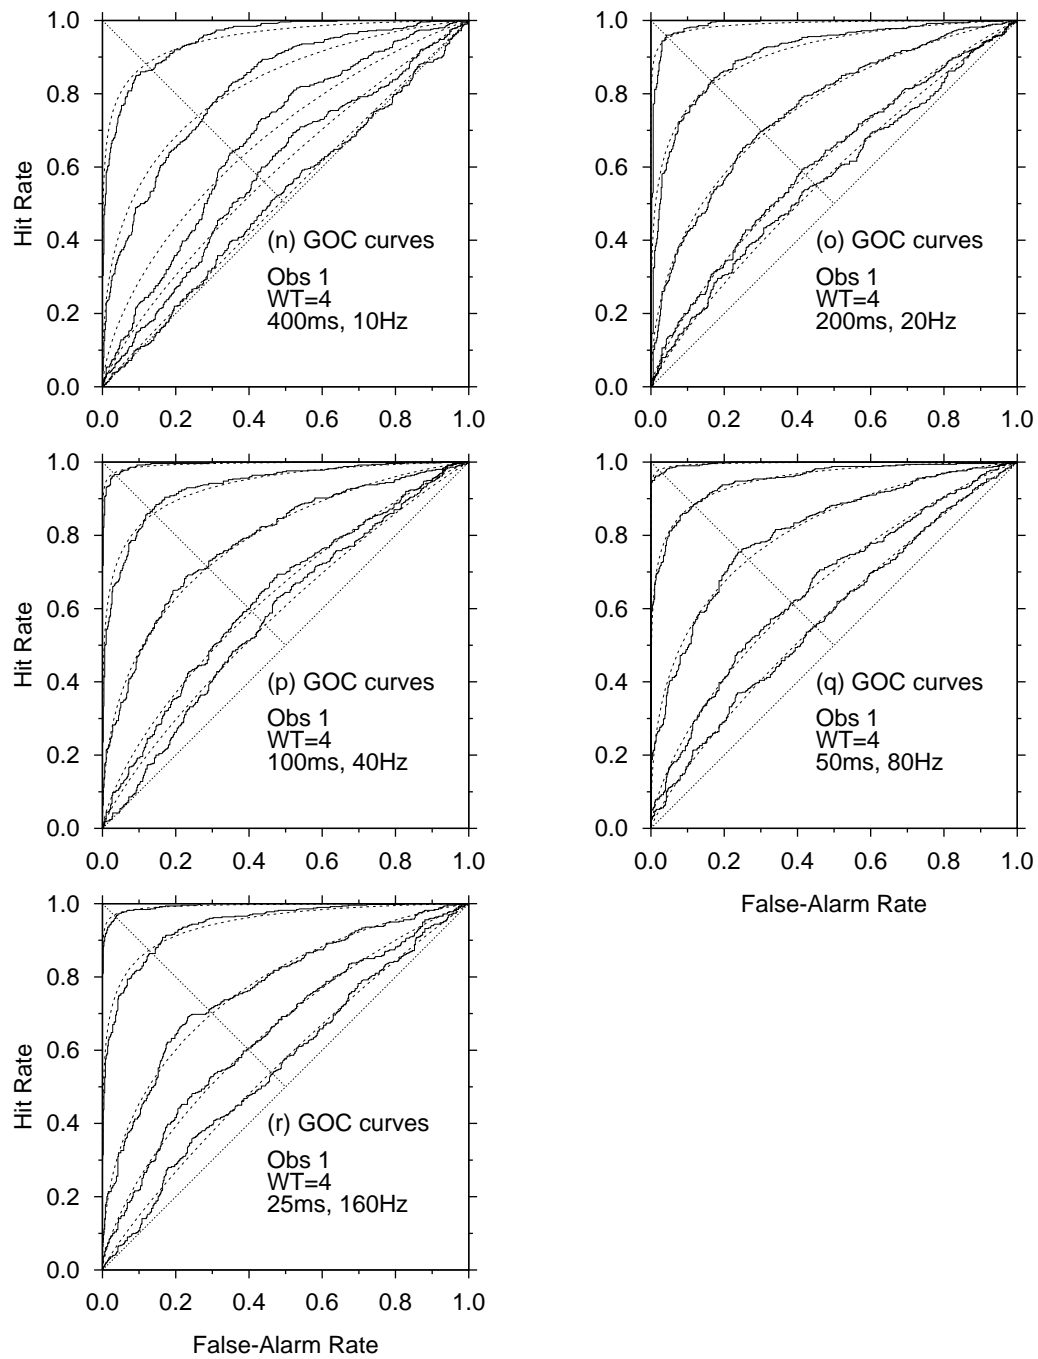 1.0
0.8
0.6
0.4
0.2
0.0
Hit Rate
(n) GOC curves
Obs 1
WT=4
400ms, 10Hz
0.0 0.2 0.4 0.6 0.8 1.0
1.0
0.8
0.6
0.4
0.2
0.0
(o) GOC curves
Obs 1
WT=4
200ms, 20Hz
0.0 0.2 0.4 0.6 0.8 1.0
1.0
0.8
0.6
0.4
0.2
0.0
Hit Rate
(p) GOC curves
Obs 1
WT=4
100ms, 40Hz
0.0 0.2 0.4 0.6 0.8 1.0
1.0
0.8
0.6
0.4
0.2
0.0
(q) GOC curves
Obs 1
WT=4
50ms, 80Hz
0.0 0.2 0.4 0.6 0.8 1.0
False-Alarm Rate
1.0
0.8
0.6
0.4
0.2
0.0
Hit Rate
(r) GOC curves
Obs 1
WT=4
25ms, 160Hz
0.0 0.2 0.4 0.6 0.8 1.0
False-Alarm Rate